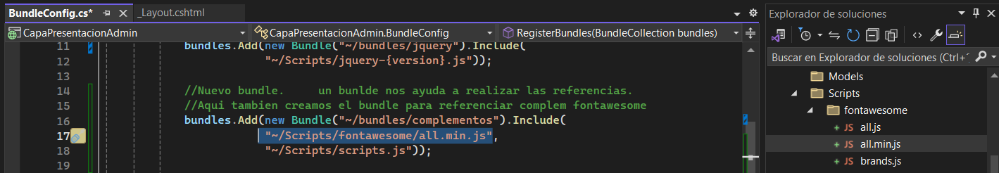 BundleConfig.cs*
_Layout.cshtml
CapaPresentacionAdmin
CapaPresentacionAdmin.BundleConfig
RegisterBundles(BundleCollection bundles)
11 bundles.Add(new Bundle("~/bundles/jquery").Include(
12 "~/Scripts/jquery-{version}.js"));
13
14 //Nuevo bundle. un bunlde nos ayuda a realizar las referencias.
15 //Aqui tambien creamos el bundle para referenciar complem fontawesome
16 bundles.Add(new Bundle("~/bundles/complementos").Include(
17 "~/Scripts/fontawesome/all.min.js",
18 "~/Scripts/scripts.js"));
19
Explorador de soluciones
Buscar en Explorador de soluciones (Ctrl+
Models
Scripts
fontawesome
+ JS all.js
+ JS all.min.js
+ JS brands.js